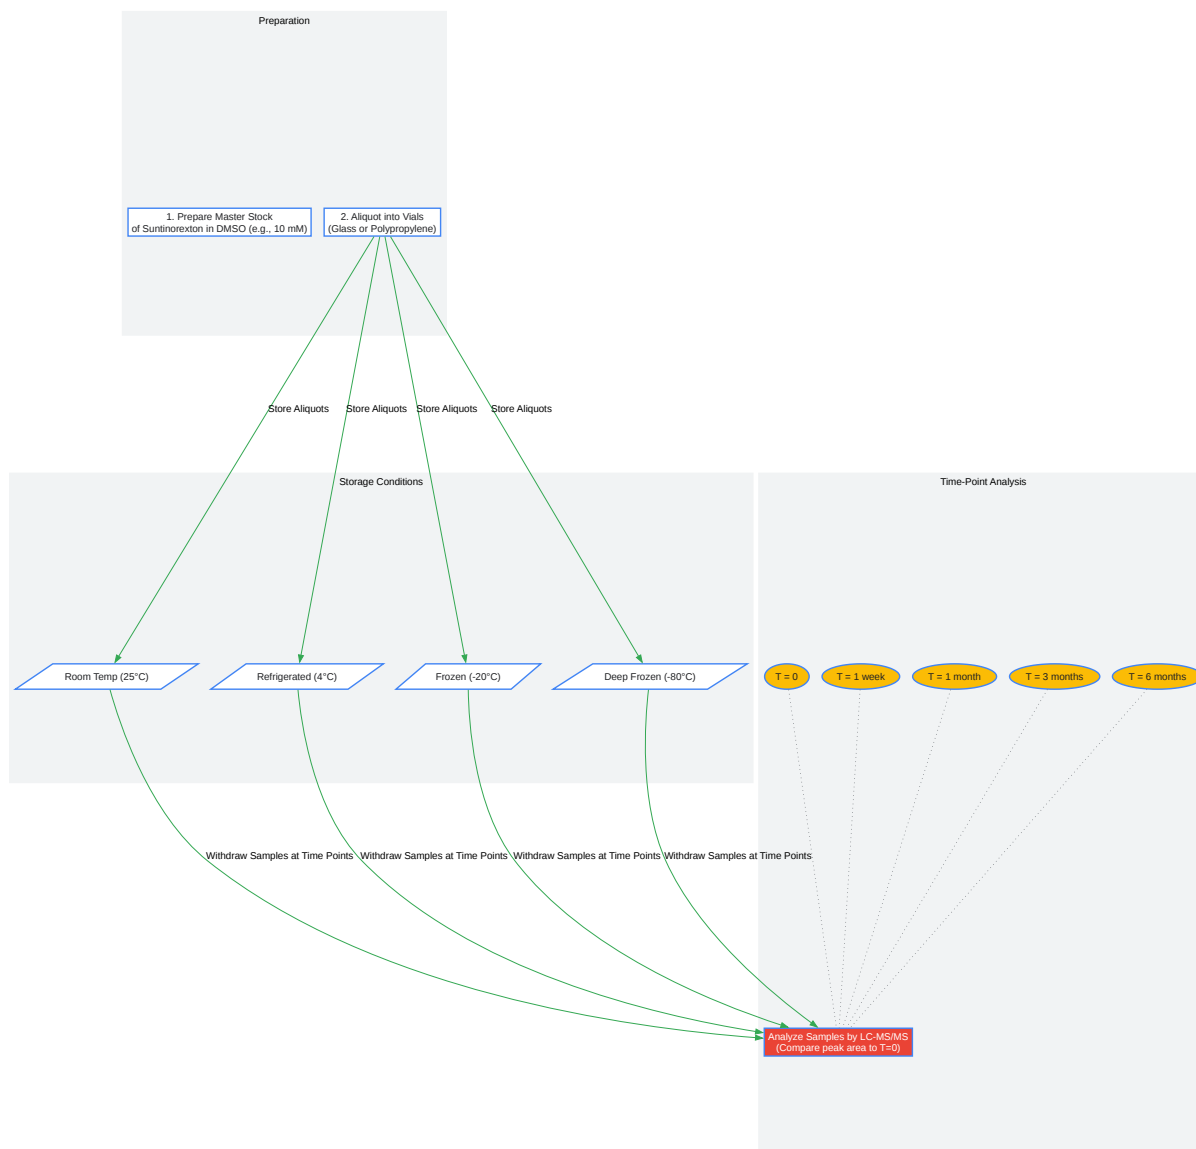 Preparation
1. Prepare Master Stock
of Suntinorexton in DMSO (e.g., 10 mM)
2. Aliquot into Vials
(Glass or Polypropylene)
Store Aliquots
Store Aliquots
Store Aliquots
Store Aliquots
Storage Conditions
Time-Point Analysis
Room Temp (25°C)
Refrigerated (4°C)
Frozen (-20°C)
Deep Frozen (-80°C)
T = 0
T = 1 week
T = 1 month
T = 3 months
T = 6 months
Withdraw Samples at Time Points
Withdraw Samples at Time Points
Withdraw Samples at Time Points
Withdraw Samples at Time Points
Analyze Samples by LC-MS/MS
(Compare peak area to T=0)